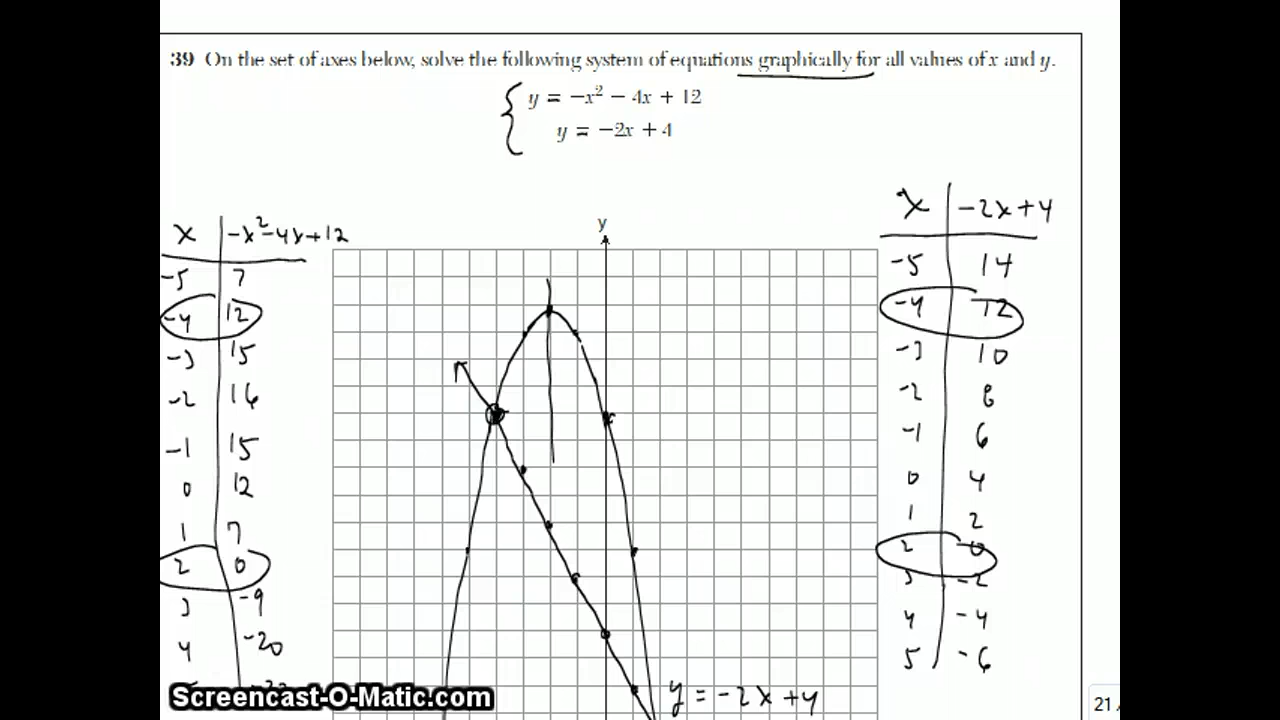 39 On the set of axes below, solve the following system of equations graphically for all values of x and y.
y = −x² − 4x + 12
y = −2x + 4
x | -x²-4x+12
-5 | 7
-4 | 12
-3 | 15
-2 | 16
-1 | 15
0 | 12
1 | 7
2 | 0
3 | -9
4 | -20
y
x | -2x+4
-5 | 14
-4 | 12
-3 | 10
-2 | 8
-1 | 6
0 | 4
1 | 2
2 | 0
3 | -2
4 | -4
5 | -6
y = -2x+4
Screencast-O-Matic.com
21